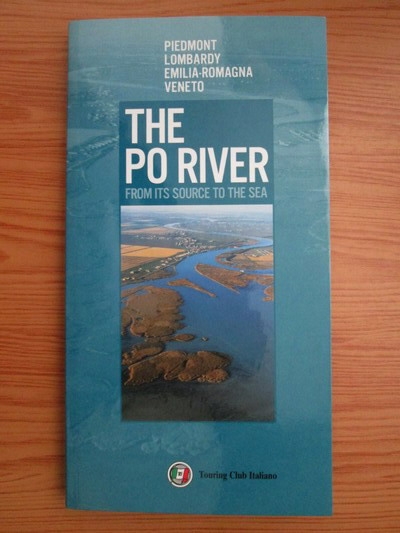 PIEDMONT
LOMBARDY
EMILIA-ROMAGNA
VENETO
THE
PO RIVER
FROM ITS SOURCE TO THE SEA
Touring Club Italiano